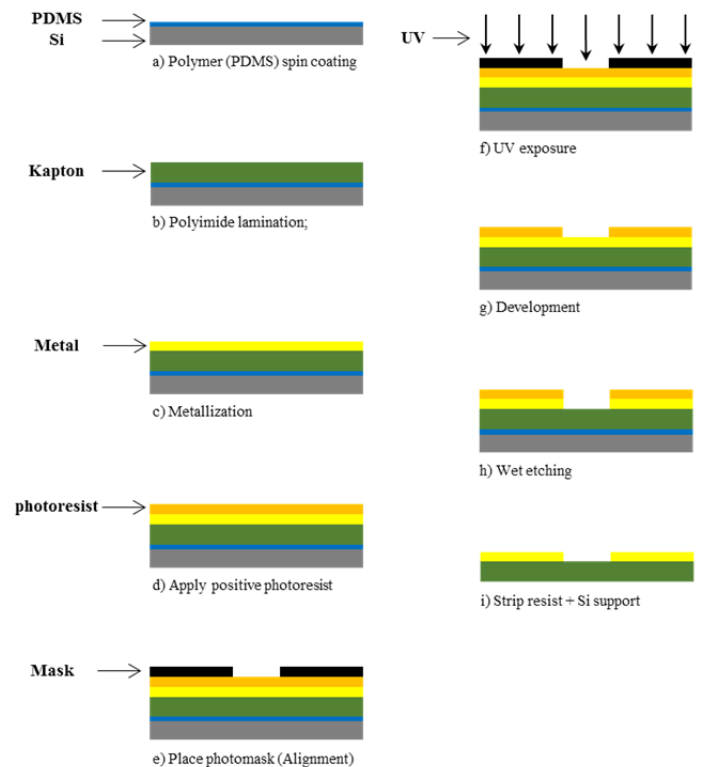 PDMS
Si
a) Polymer (PDMS) spin coating
Kapton
b) Polyimide lamination;
Metal
c) Metallization
photoresist
d) Apply positive photoresist
Mask
e) Place photomask (Alignment)
UV
f) UV exposure
g) Development
h) Wet etching
i) Strip resist + Si support